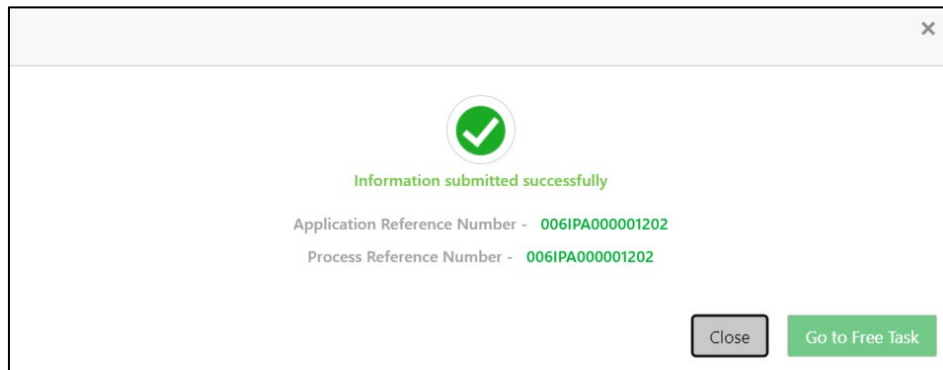 ×
Information submitted successfully
Application Reference Number - 006IPA000001202
Process Reference Number - 006IPA000001202
Close Go to Free Task